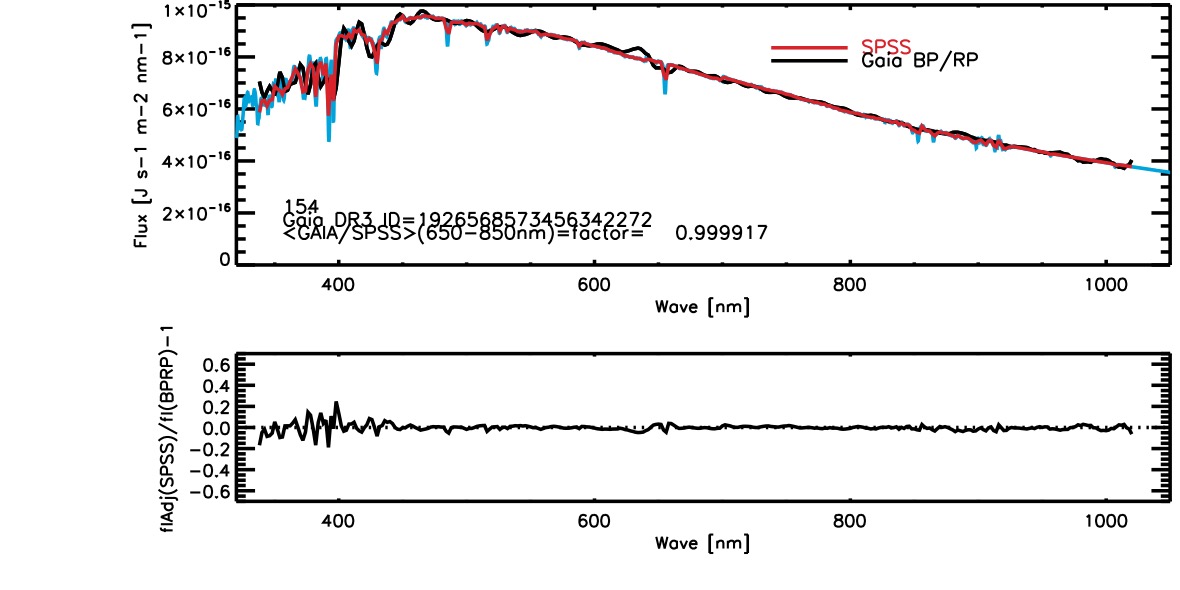 1×10−15
8×10−16
6×10−16
4×10−16
2×10−16
0
Flux [J s−1 m−2 nm−1]
SPSS
Gaia BP/RP
154
Gaia DR3 ID=1926568573456342272
<GAIA/SPSS>(650−850nm)=factor= 0.999917
400 600 800 1000
Wave [nm]
flAdj(SPSS)/fl(BPRP)−1
0.6
0.4
0.2
0.0
−0.2
−0.4
−0.6
400 600 800 1000
Wave [nm]